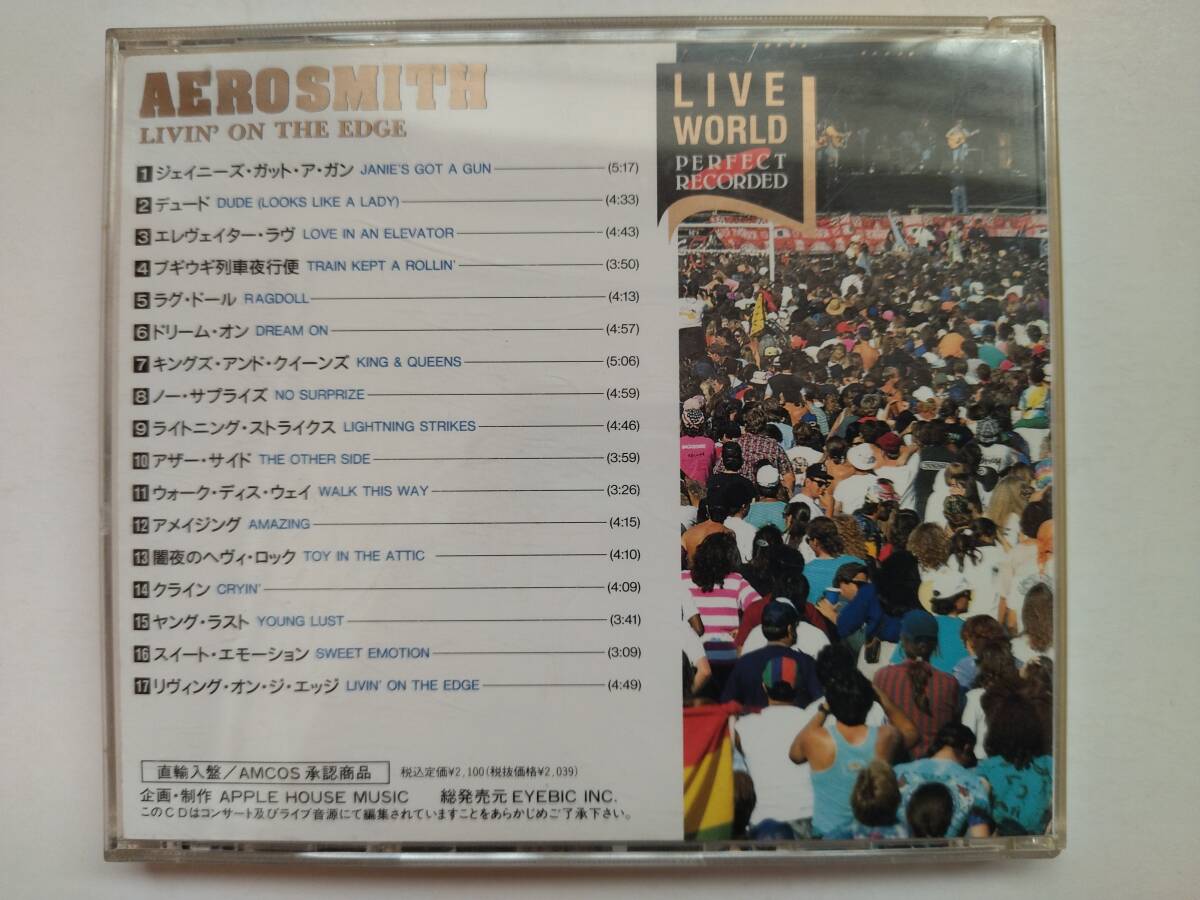 AEROSMITH
LIVIN' ON THE EDGE
1 ジェイニーズ・ガット・ア・ガン JANIE'S GOT A GUN (5:17)
2 デュード DUDE (LOOKS LIKE A LADY) (4:33)
3 エレヴェイター・ラヴ LOVE IN AN ELEVATOR (4:43)
4 ブギウギ列車夜行便 TRAIN KEPT A ROLLIN' (3:50)
5 ラグ・ドール RAGDOLL (4:13)
6 ドリーム・オン DREAM ON (4:57)
7 キングズ・アンド・クイーンズ KING & QUEENS (5:06)
8 ノー・サプライズ NO SURPRIZE (4:59)
9 ライトニング・ストライクス LIGHTNING STRIKES (4:46)
10 アザー・サイド THE OTHER SIDE (3:59)
11 ウォーク・ディス・ウェイ WALK THIS WAY (3:26)
12 アメイジング AMAZING (4:15)
13 闇夜のヘヴィ・ロック TOY IN THE ATTIC (4:10)
14 クライン CRYIN' (4:09)
15 ヤング・ラスト YOUNG LUST (3:41)
16 スイート・エモーション SWEET EMOTION (3:09)
17 リヴィング・オン・ジ・エッジ LIVIN' ON THE EDGE (4:49)
直輸入盤/AMCOS承認商品 税込定価¥2,100(税抜価格¥2,039)
企画・制作 APPLE HOUSE MUSIC 総発売元 EYEBIC INC.
このCDはコンサート及びライブ音源にて編集されていますことをあらかじめご了承下さい。
LIVE
WORLD
PERFECT
RECORDED